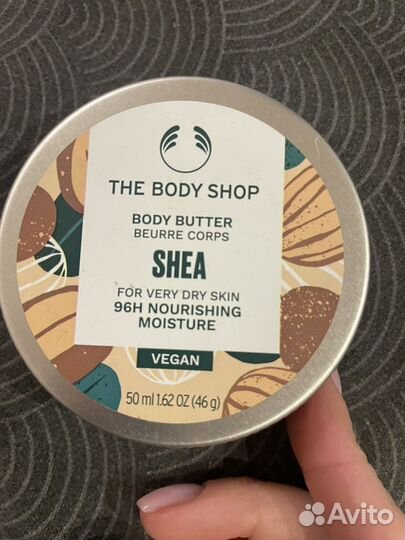 THE BODY SHOP
BODY BUTTER
BEURRE CORPS
SHEA
FOR VERY DRY SKIN
96H NOURISHING
MOISTURE
VEGAN
50 ml 1.62 OZ (46 g)
Avito